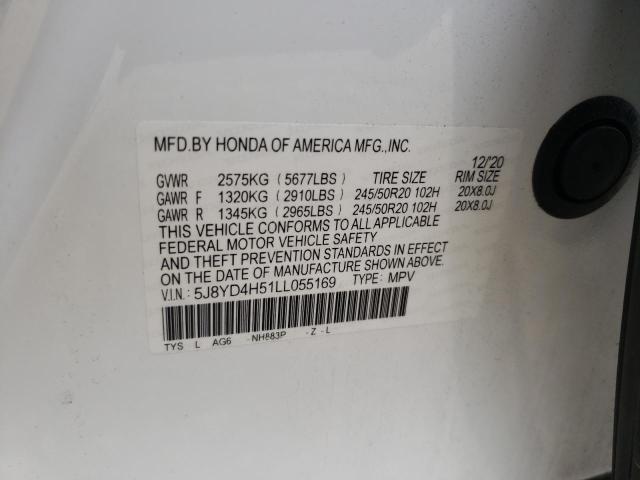 MFD.BY HONDA OF AMERICA MFG.,INC.
12/'20
GVWR 2575KG (5677LBS) TIRE SIZE RIM SIZE
GAWR F 1320KG (2910LBS) 245/50R20 102H 20X8.0J
GAWR R 1345KG (2965LBS) 245/50R20 102H 20X8.0J
THIS VEHICLE CONFORMS TO ALL APPLICABLE
FEDERAL MOTOR VEHICLE SAFETY
AND THEFT PREVENTION STANDARDS IN EFFECT
ON THE DATE OF MANUFACTURE SHOWN ABOVE.
V.I.N.: 5J8YD4H51LL055169 TYPE: MPV
TYS L AG6 -NH883P -Z-L